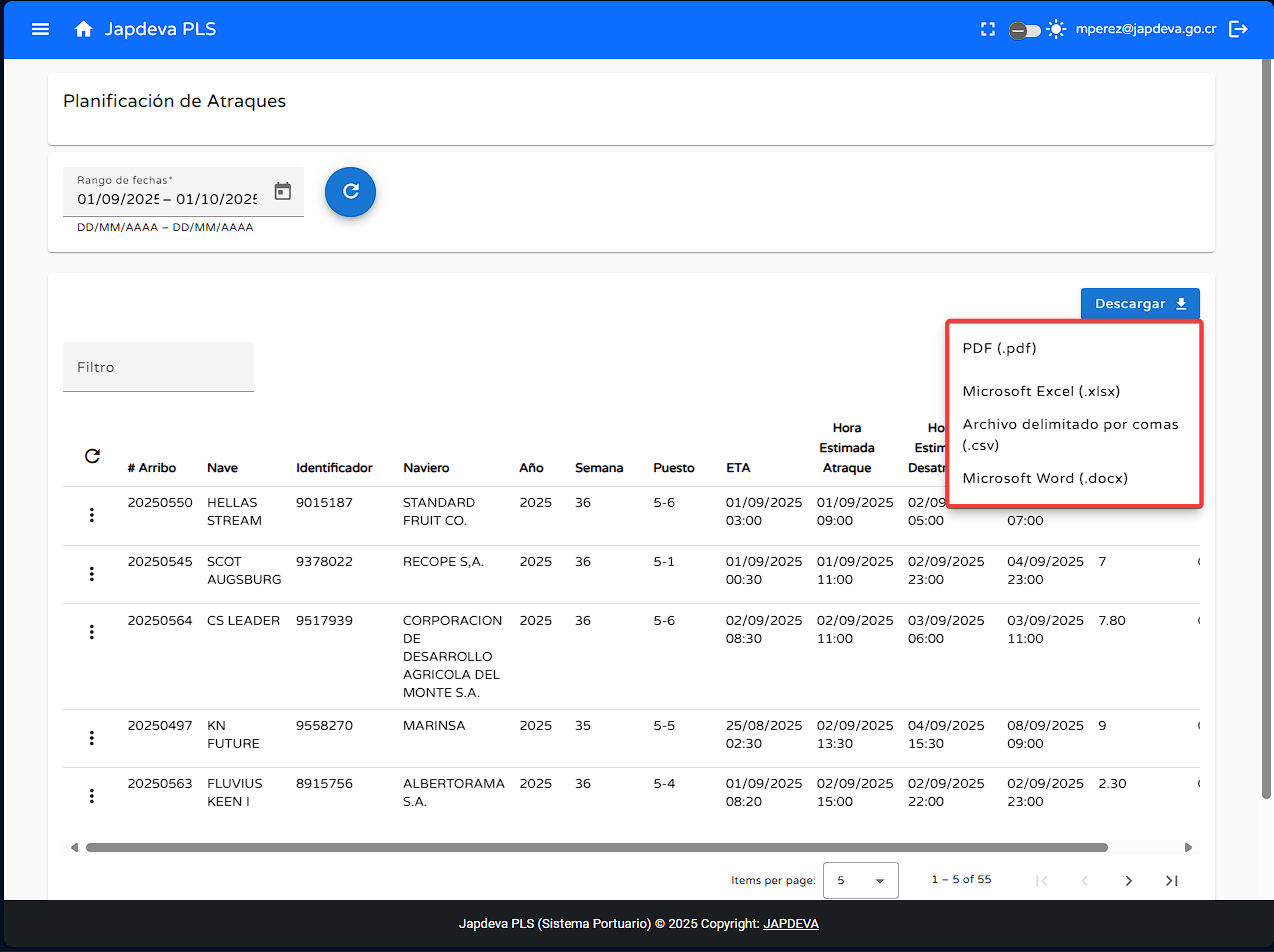 Japdeva PLS
mperez@japdeva.go.cr
Planificación de Atraques
Rango de fechas*
01/09/2025 – 01/10/2025
DD/MM/AAAA – DD/MM/AAAA
Descargar
PDF (.pdf)
Microsoft Excel (.xlsx)
Archivo delimitado por comas
(.csv)
Microsoft Word (.docx)
Filtro
# Arribo Nave Identificador Naviero Año Semana Puesto ETA
Hora
Estimada
Atraque
Ho
Estim
Desatr
20250550 HELLAS STANDARD 2025 36 5-6 01/09/2025 01/09/2025 02/09
STREAM 9015187 FRUIT CO. 03:00 09:00 05:00 07:00
20250545 SCOT 9378022 RECOPE S,A. 2025 36 5-1 01/09/2025 01/09/2025 02/09/2025 04/09/2025 7
AUGSBURG 00:30 11:00 23:00 23:00
20250564 CS LEADER 9517939 CORPORACION 2025 36 5-6 02/09/2025 02/09/2025 03/09/2025 03/09/2025 7.80
DE 08:30 11:00 06:00 11:00
DESARROLLO
AGRICOLA DEL
MONTE S.A.
20250497 KN 9558270 MARINSA 2025 35 5-5 25/08/2025 02/09/2025 04/09/2025 08/09/2025 9
FUTURE 02:30 13:30 15:30 09:00
20250563 FLUVIUS 8915756 ALBERTORAMA 2025 36 5-4 01/09/2025 02/09/2025 02/09/2025 02/09/2025 2.30
KEEN I S.A. 08:20 15:00 22:00 23:00
Items per page: 5 1 – 5 of 55
Japdeva PLS (Sistema Portuario) © 2025 Copyright: JAPDEVA